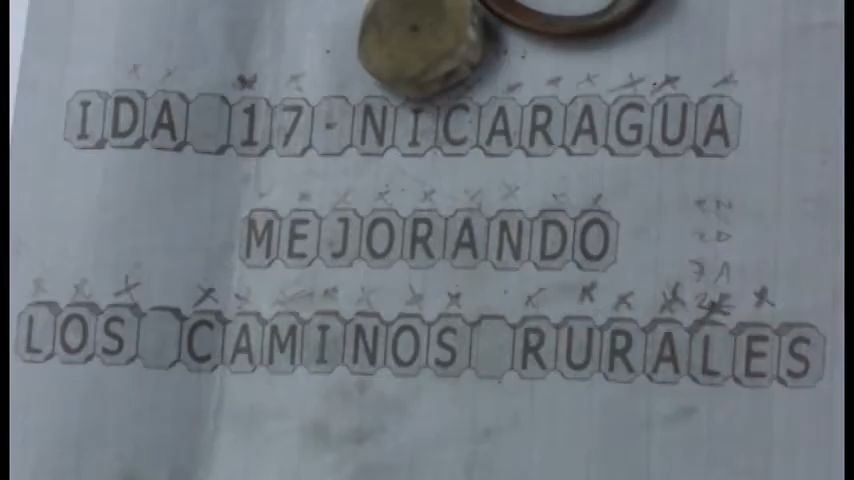 IDA 17-NICARAGUA
MEJORANDO
LOS CAMINOS RURALES